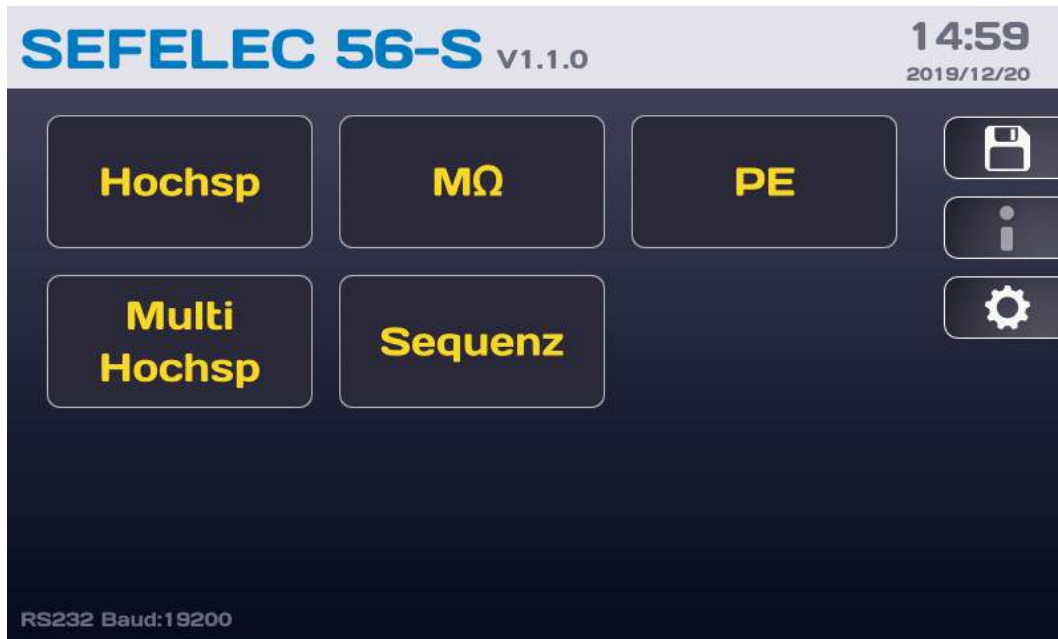 SEFELEC 56-S V1.1.0
14:59
2019/12/20
Hochsp
MΩ
PE
Multi
Hochsp
Sequenz
RS232 Baud:19200